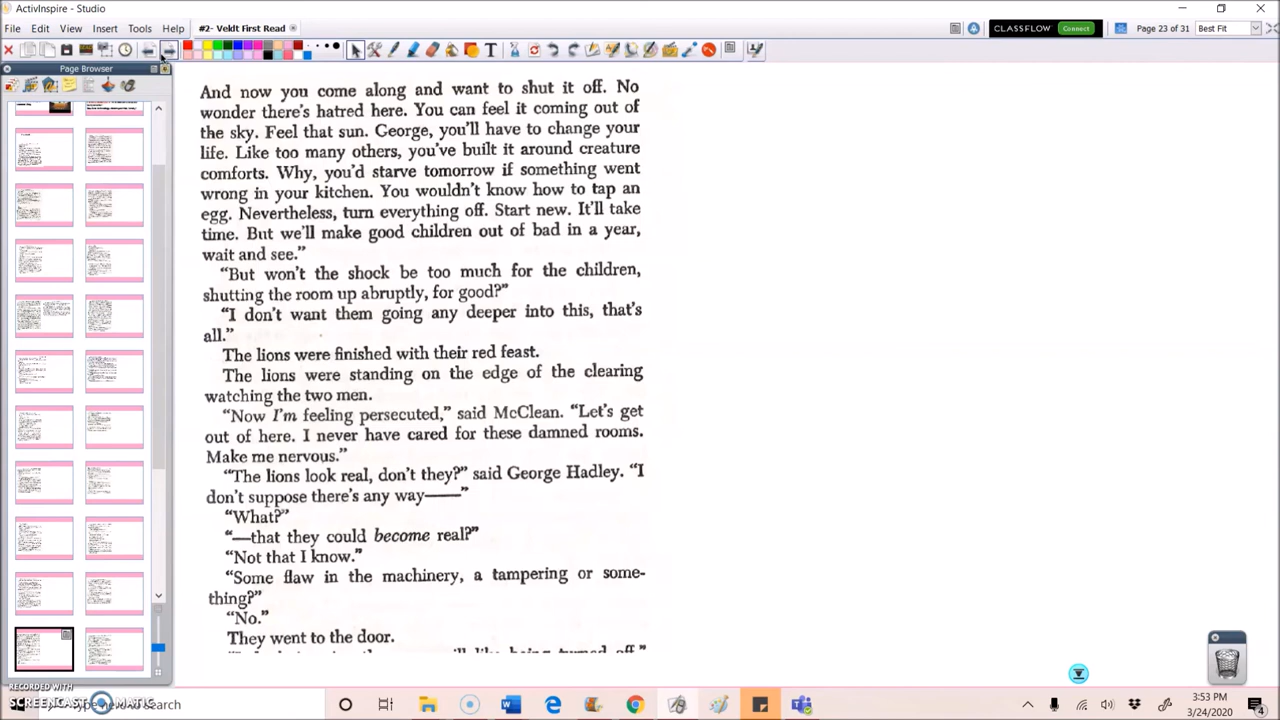 ActivInspire - Studio
File Edit View Insert Tools Help #2- Veldt First Read CLASSFLOW Connect Page 23 of 31 Best Fit
Page Browser
And now you come along and want to shut it off. No
wonder there's hatred here. You can feel it coming out of
the sky. Feel that sun. George, you'll have to change your
life. Like too many others, you've built it around creature
comforts. Why, you'd starve tomorrow if something went
wrong in your kitchen. You wouldn't know how to tap an
egg. Nevertheless, turn everything off. Start new. It'll take
time. But we'll make good children out of bad in a year,
wait and see."
"But won't the shock be too much for the children,
shutting the room up abruptly, for good?"
"I don't want them going any deeper into this, that's
all."
The lions were finished with their red feast.
The lions were standing on the edge of the clearing
watching the two men.
"Now I'm feeling persecuted," said McClean. "Let's get
out of here. I never have cared for these damned rooms.
Make me nervous."
"The lions look real, don't they?" said George Hadley. "I
don't suppose there's any way——"
"What?"
"—that they could become real?"
"Not that I know."
"Some flaw in the machinery, a tampering or some-
thing?"
"No."
They went to the door.
being turned off."
RECORDED WITH
SCREENCAST MATIC
Type to search
3:53 PM
3/24/2020
4